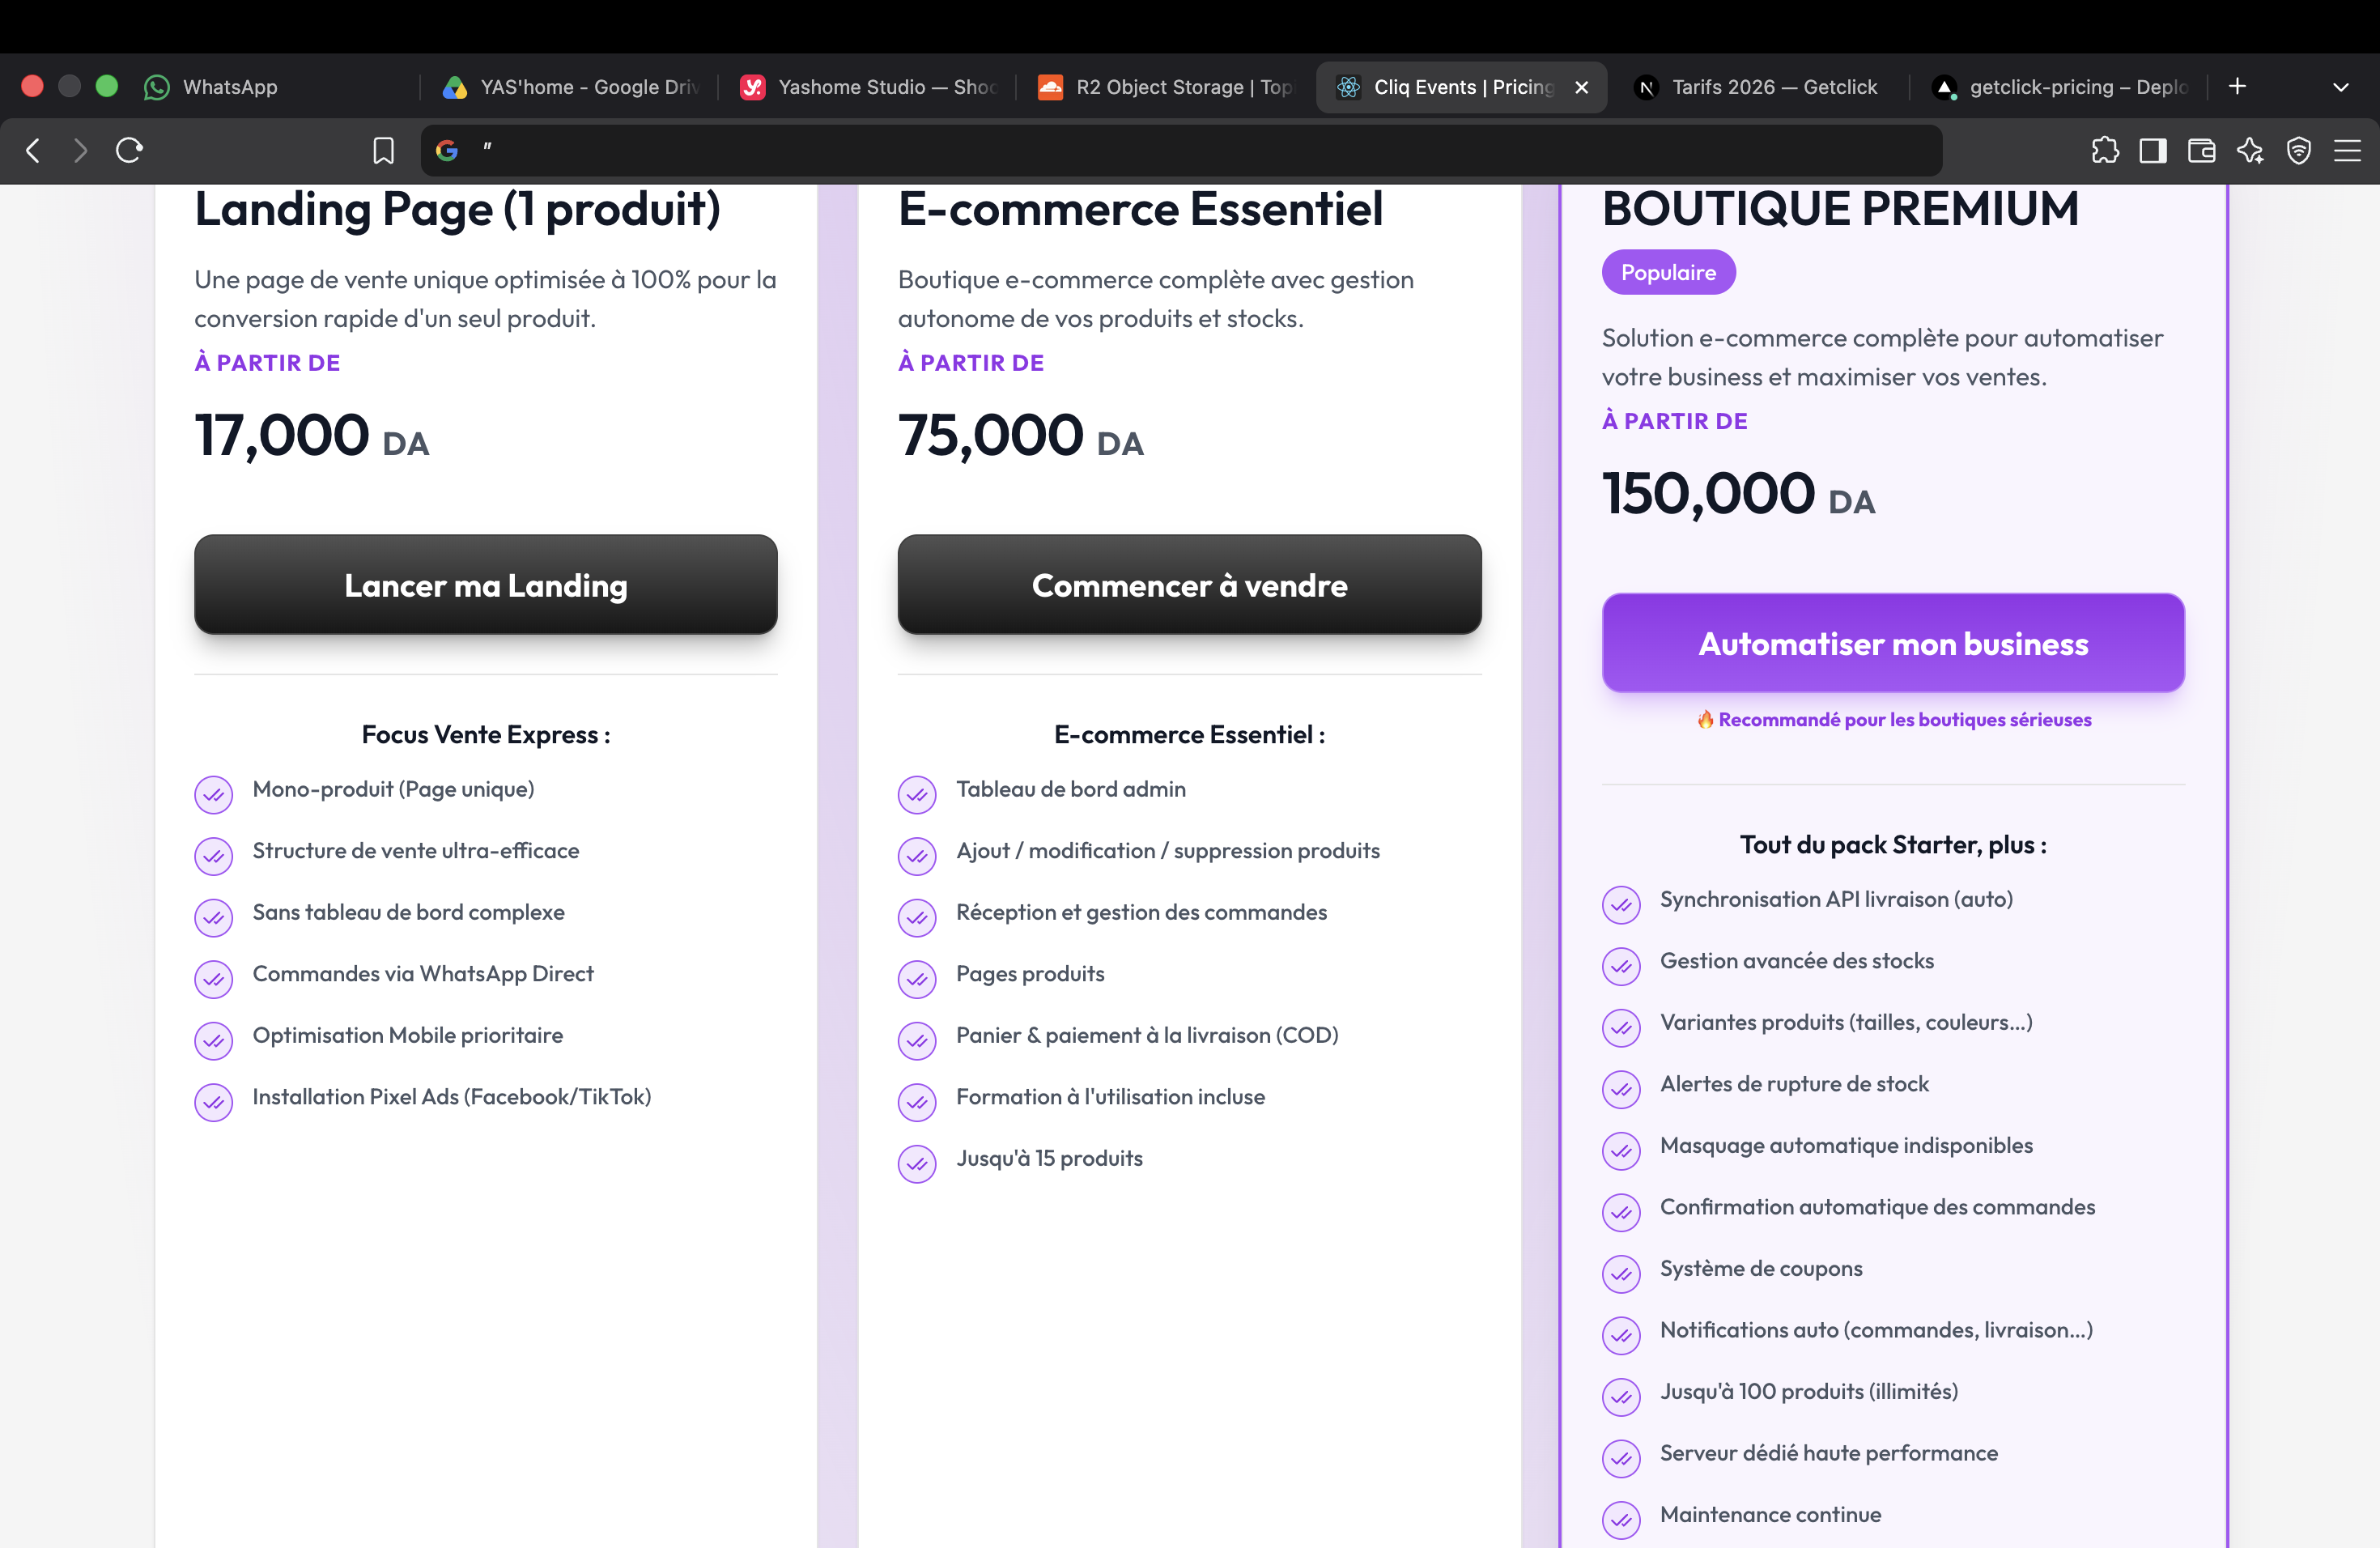 WhatsApp
YAS'home - Google Driv
Yashome Studio — Shoo
R2 Object Storage | Top
Cliq Events | Pricing
Tarifs 2026 — Getclick
getclick-pricing – Deplo
"
Landing Page (1 produit)
Une page de vente unique optimisée à 100% pour la
conversion rapide d'un seul produit.
À PARTIR DE
17,000 DA
Lancer ma Landing
Focus Vente Express :
Mono-produit (Page unique)
Structure de vente ultra-efficace
Sans tableau de bord complexe
Commandes via WhatsApp Direct
Optimisation Mobile prioritaire
Installation Pixel Ads (Facebook/TikTok)
E-commerce Essentiel
Boutique e-commerce complète avec gestion
autonome de vos produits et stocks.
À PARTIR DE
75,000 DA
Commencer à vendre
E-commerce Essentiel :
Tableau de bord admin
Ajout / modification / suppression produits
Réception et gestion des commandes
Pages produits
Panier & paiement à la livraison (COD)
Formation à l'utilisation incluse
Jusqu'à 15 produits
BOUTIQUE PREMIUM
Populaire
Solution e-commerce complète pour automatiser
votre business et maximiser vos ventes.
À PARTIR DE
150,000 DA
Automatiser mon business
🔥 Recommandé pour les boutiques sérieuses
Tout du pack Starter, plus :
Synchronisation API livraison (auto)
Gestion avancée des stocks
Variantes produits (tailles, couleurs...)
Alertes de rupture de stock
Masquage automatique indisponibles
Confirmation automatique des commandes
Système de coupons
Notifications auto (commandes, livraison...)
Jusqu'à 100 produits (illimités)
Serveur dédié haute performance
Maintenance continue